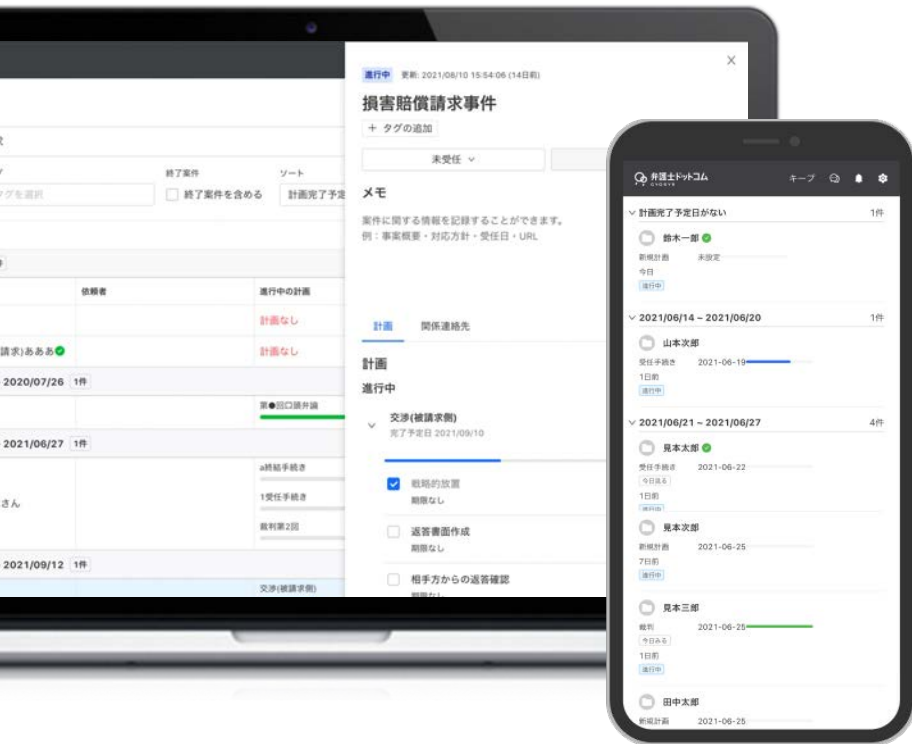 進行中 更新: 2021/08/10 15:54:06 (14日前)
損害賠償請求事件
+ タグの追加
未受任
メモ
案件に関する情報を記録することができます。
例：事案概要・対応方針・受任日・URL
計画 関係連絡先
計画
進行中
交渉(被請求側)
完了予定日 2021/09/10
戦略的放置
期限なし
返答書面作成
期限なし
相手方からの返答確認
期限なし
終了案件 ソート
タグを選択 終了案件を含める 計画完了予定
依頼者 進行中の計画
計画なし
請求)あああ 計画なし
2020/07/26 1件
第●回口頭弁論
2021/06/27 1件
a終結手続き
さん 1受任手続き
裁判第2回
2021/09/12 1件
交渉(被請求側)
弁護士ドットコム キープ
計画完了予定日がない 1件
鈴木一郎
新規計画 未設定
今日
進行中
2021/06/14 ~ 2021/06/20 1件
山本次郎
受任手続き 2021-06-19
1日前
進行中
2021/06/21 ~ 2021/06/27 4件
見本太郎
受任手続き 2021-06-22
今日見る
1日前
進行中
見本次郎
新規計画 2021-06-25
7日前
進行中
見本三郎
裁判 2021-06-25
今日みる
1日前
進行中
田中太郎
新規計画 2021-06-25